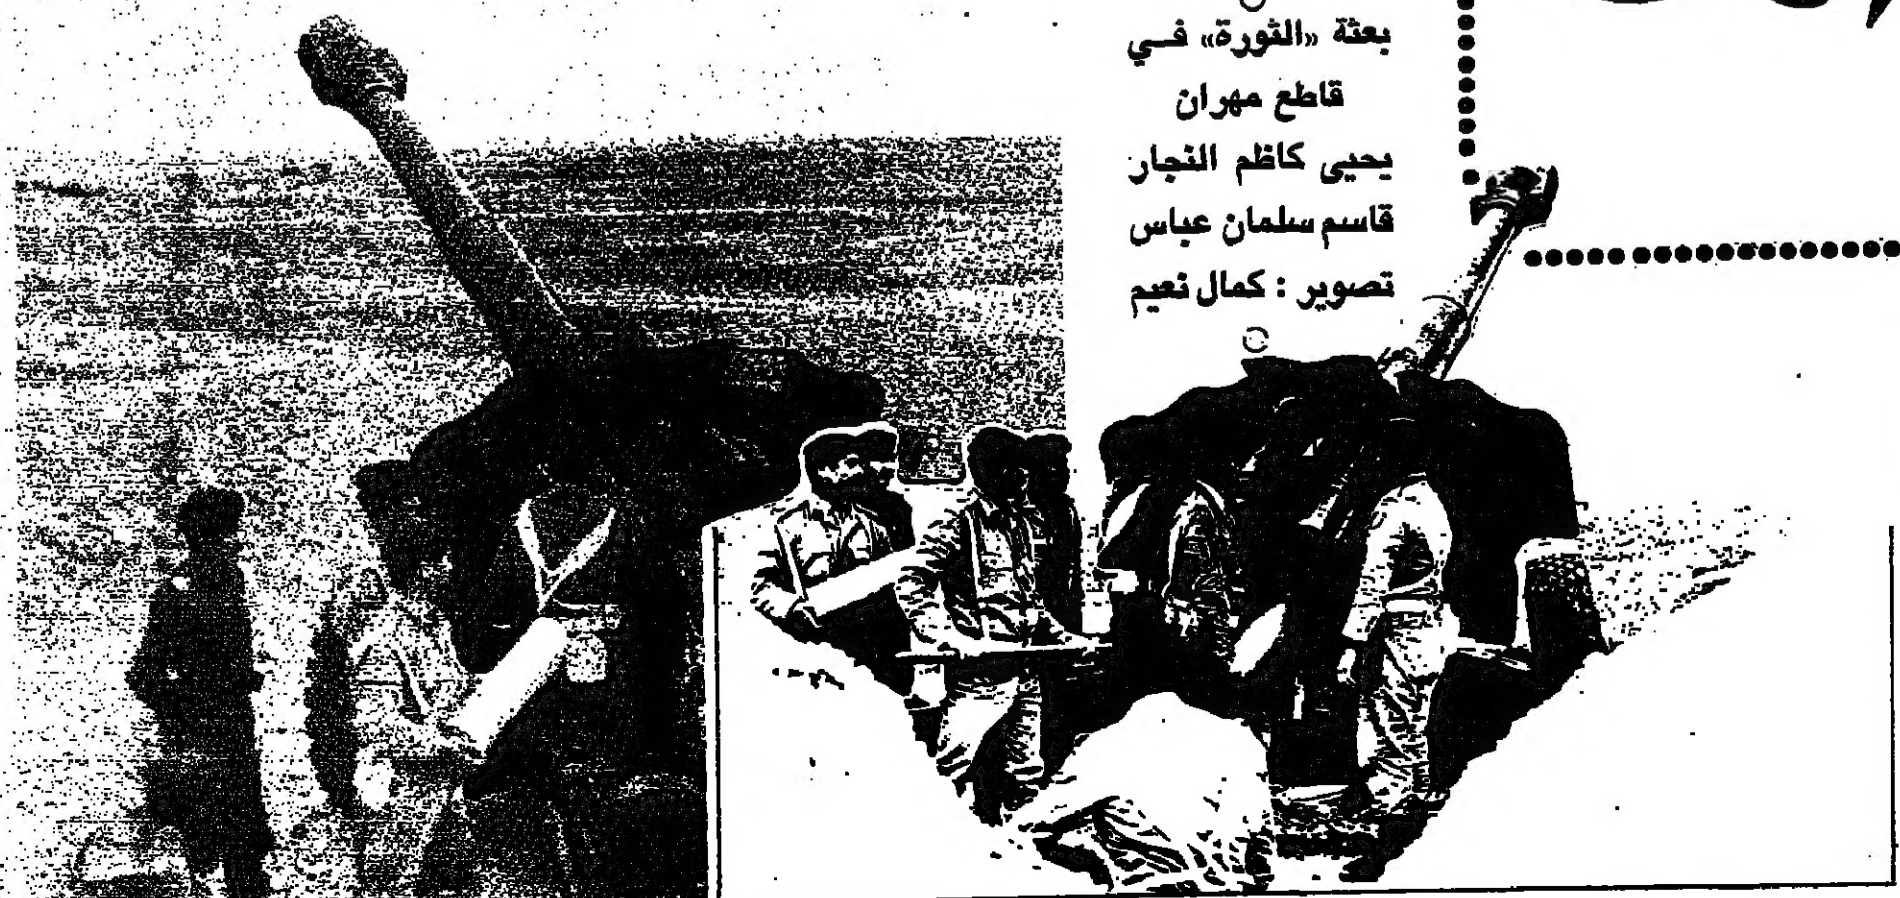 بعثة «الثورة» في
قاطع مهران
يحيى كاظم النجار
قاسم سلمان عباس
تصوير : كمال نعيم